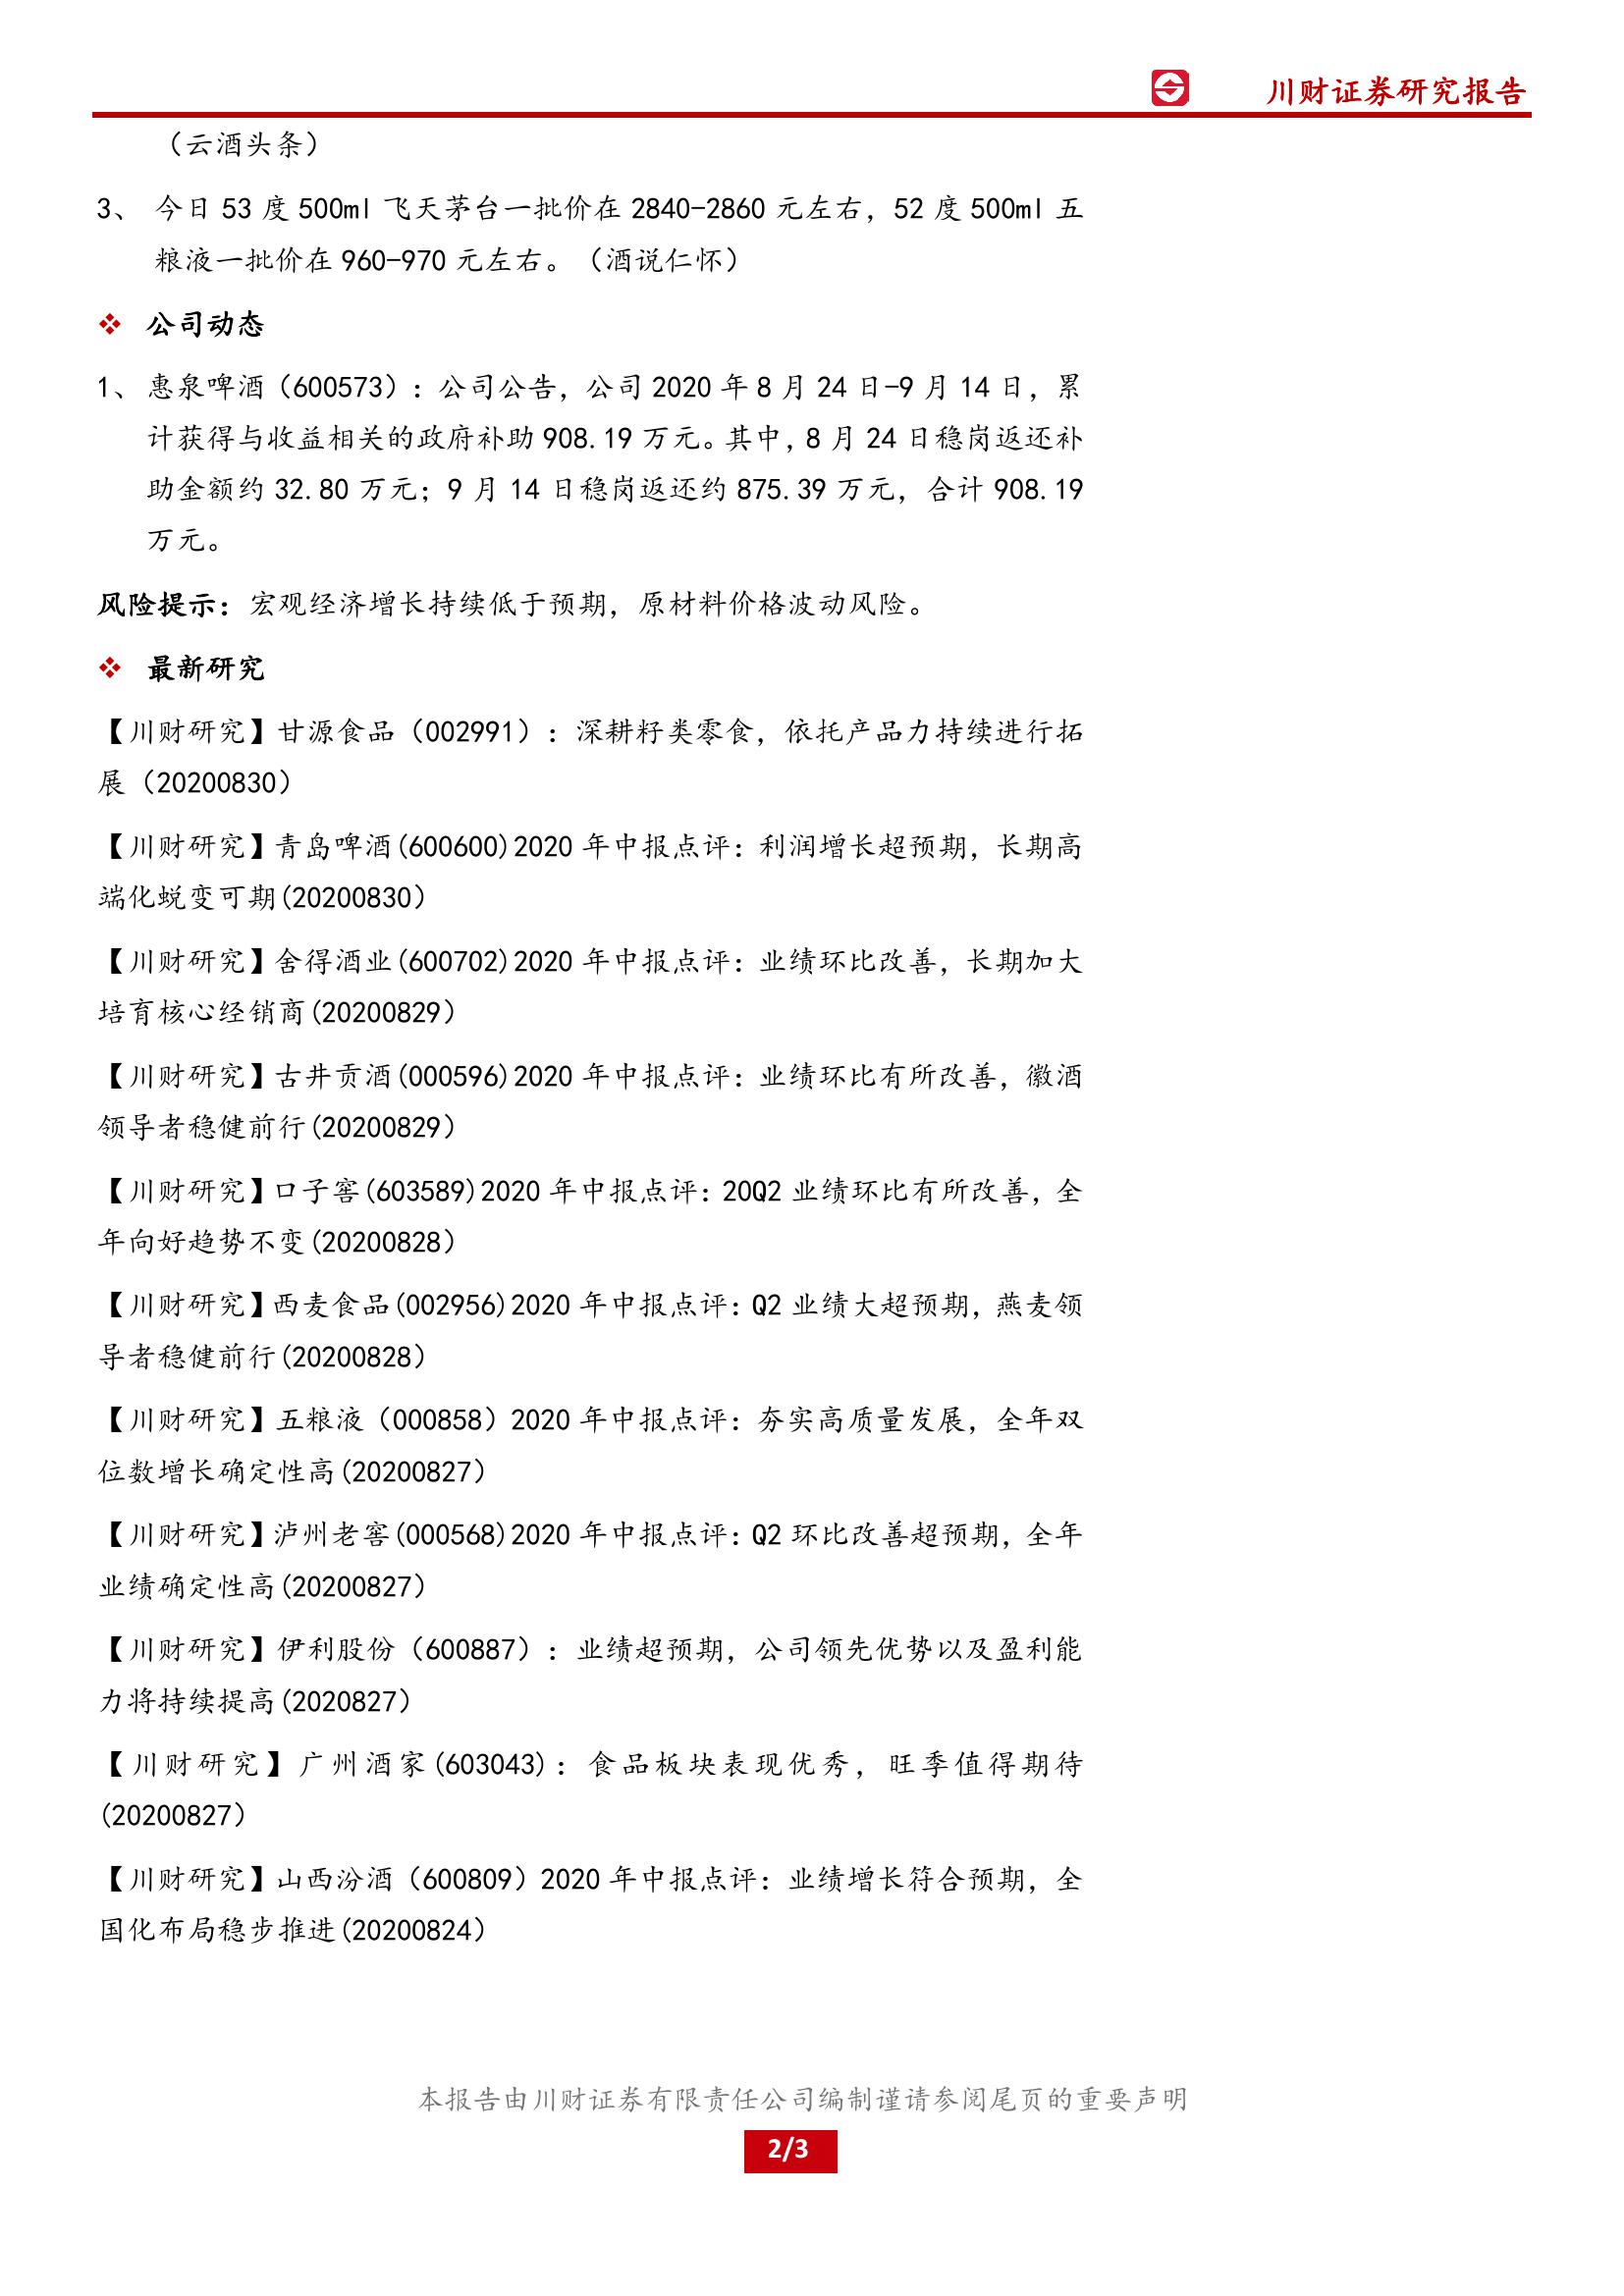 川财证券研究报告
（云酒头条）
3、 今日 53 度 500ml 飞天茅台一批价在 2840-2860 元左右，52 度 500ml 五
粮液一批价在 960-970 元左右。（酒说仁怀）
❖ 公司动态
1、 惠泉啤酒（600573）：公司公告，公司 2020 年 8 月 24 日-9 月 14 日，累
计获得与收益相关的政府补助 908.19 万元。其中，8 月 24 日稳岗返还补
助金额约 32.80 万元；9 月 14 日稳岗返还约 875.39 万元，合计 908.19
万元。
风险提示：宏观经济增长持续低于预期，原材料价格波动风险。
❖ 最新研究
【川财研究】甘源食品（002991）：深耕籽类零食，依托产品力持续进行拓
展（20200830）
【川财研究】青岛啤酒(600600)2020 年中报点评：利润增长超预期，长期高
端化蜕变可期(20200830）
【川财研究】舍得酒业(600702)2020 年中报点评：业绩环比改善，长期加大
培育核心经销商(20200829）
【川财研究】古井贡酒(000596)2020 年中报点评：业绩环比有所改善，徽酒
领导者稳健前行(20200829）
【川财研究】口子窖(603589)2020 年中报点评：20Q2 业绩环比有所改善，全
年向好趋势不变(20200828）
【川财研究】西麦食品(002956)2020 年中报点评：Q2 业绩大超预期，燕麦领
导者稳健前行(20200828）
【川财研究】五粮液（000858）2020 年中报点评：夯实高质量发展，全年双
位数增长确定性高(20200827）
【川财研究】泸州老窖(000568)2020 年中报点评：Q2 环比改善超预期，全年
业绩确定性高(20200827）
【川财研究】伊利股份（600887）：业绩超预期，公司领先优势以及盈利能
力将持续提高(2020827）
【川财研究】广州酒家(603043)：食品板块表现优秀，旺季值得期待
(20200827）
【川财研究】山西汾酒（600809）2020 年中报点评：业绩增长符合预期，全
国化布局稳步推进(20200824）
本报告由川财证券有限责任公司编制谨请参阅尾页的重要声明
2/3